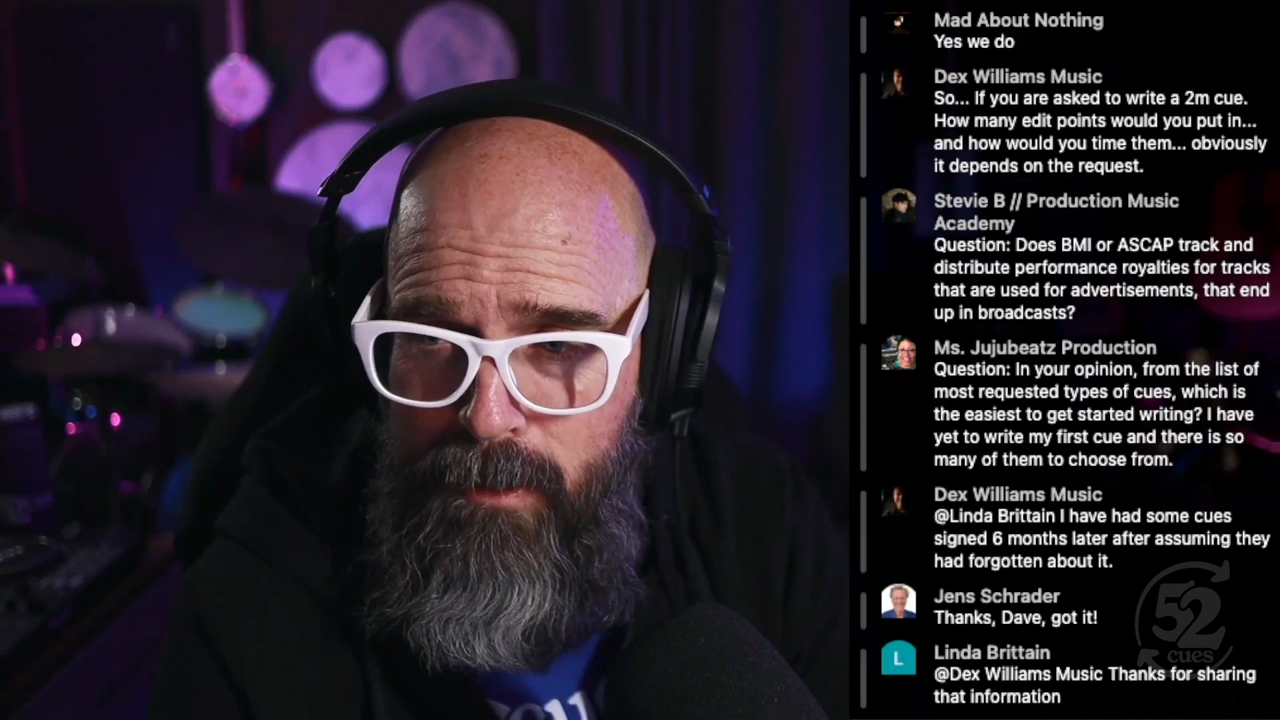 Mad About Nothing
Yes we do
Dex Williams Music
So... If you are asked to write a 2m cue.
How many edit points would you put in...
and how would you time them... obviously
it depends on the request.
Stevie B // Production Music
Academy
Question: Does BMI or ASCAP track and
distribute performance royalties for tracks
that are used for advertisements, that end
up in broadcasts?
Ms. Jujubeatz Production
Question: In your opinion, from the list of
most requested types of cues, which is
the easiest to get started writing? I have
yet to write my first cue and there is so
many of them to choose from.
Dex Williams Music
@Linda Brittain I have had some cues
signed 6 months later after assuming they
had forgotten about it.
Jens Schrader
Thanks, Dave, got it!
52
cues
L
Linda Brittain
@Dex Williams Music Thanks for sharing
that information